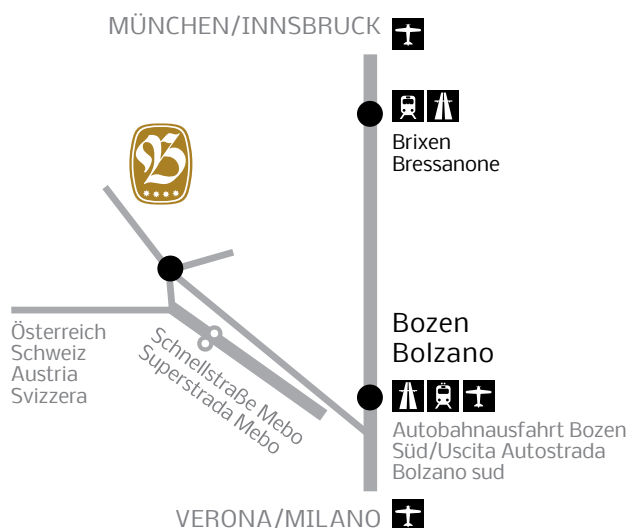 MÜNCHEN/INNSBRUCK
Brixen
Bressanone
B
Österreich
Schweiz
Austria
Svizzera
Schnellstraße Mebo
Superstrada Mebo
Bozen
Bolzano
Autobahnausfahrt Bozen
Süd/Uscita Autostrada
Bolzano sud
VERONA/MILANO